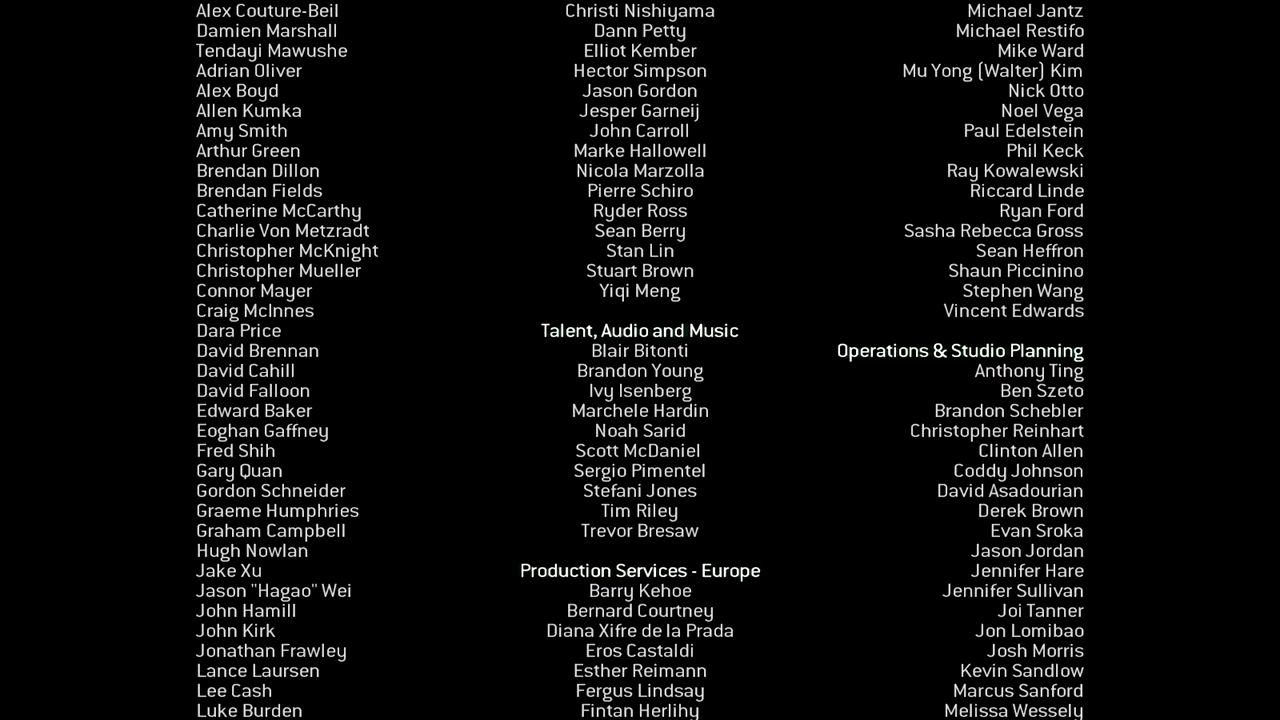 Alex Couture-Beil
Damien Marshall
Tendayi Mawushe
Adrian Oliver
Alex Boyd
Allen Kumka
Amy Smith
Arthur Green
Brendan Dillon
Brendan Fields
Catherine McCarthy
Charlie Von Metzradt
Christopher McKnight
Christopher Mueller
Connor Mayer
Craig McInnes
Dara Price
David Brennan
David Cahill
David Falloon
Edward Baker
Eoghan Gaffney
Fred Shih
Gary Quan
Gordon Schneider
Graeme Humphries
Graham Campbell
Hugh Nowlan
Jake Xu
Jason "Hagao" Wei
John Hamill
John Kirk
Jonathan Frawley
Lance Laursen
Lee Cash
Luke Burden
Christi Nishiyama
Dann Petty
Elliot Kember
Hector Simpson
Jason Gordon
Jesper Garneij
John Carroll
Marke Hallowell
Nicola Marzolla
Pierre Schiro
Ryder Ross
Sean Berry
Stan Lin
Stuart Brown
Yiqi Meng
Talent, Audio and Music
Blair Bitonti
Brandon Young
Ivy Isenberg
Marchele Hardin
Noah Sarid
Scott McDaniel
Sergio Pimentel
Stefani Jones
Tim Riley
Trevor Bresaw
Production Services - Europe
Barry Kehoe
Bernard Courtney
Diana Xifre de la Prada
Eros Castaldi
Esther Reimann
Fergus Lindsay
Fintan Herlihy
Michael Jantz
Michael Restifo
Mike Ward
Mu Yong (Walter) Kim
Nick Otto
Noel Vega
Paul Edelstein
Phil Keck
Ray Kowalewski
Riccard Linde
Ryan Ford
Sasha Rebecca Gross
Sean Heffron
Shaun Piccinino
Stephen Wang
Vincent Edwards
Operations & Studio Planning
Anthony Ting
Ben Szeto
Brandon Schebler
Christopher Reinhart
Clinton Allen
Coddy Johnson
David Asadourian
Derek Brown
Evan Sroka
Jason Jordan
Jennifer Hare
Jennifer Sullivan
Joi Tanner
Jon Lomibao
Josh Morris
Kevin Sandlow
Marcus Sanford
Melissa Wessely